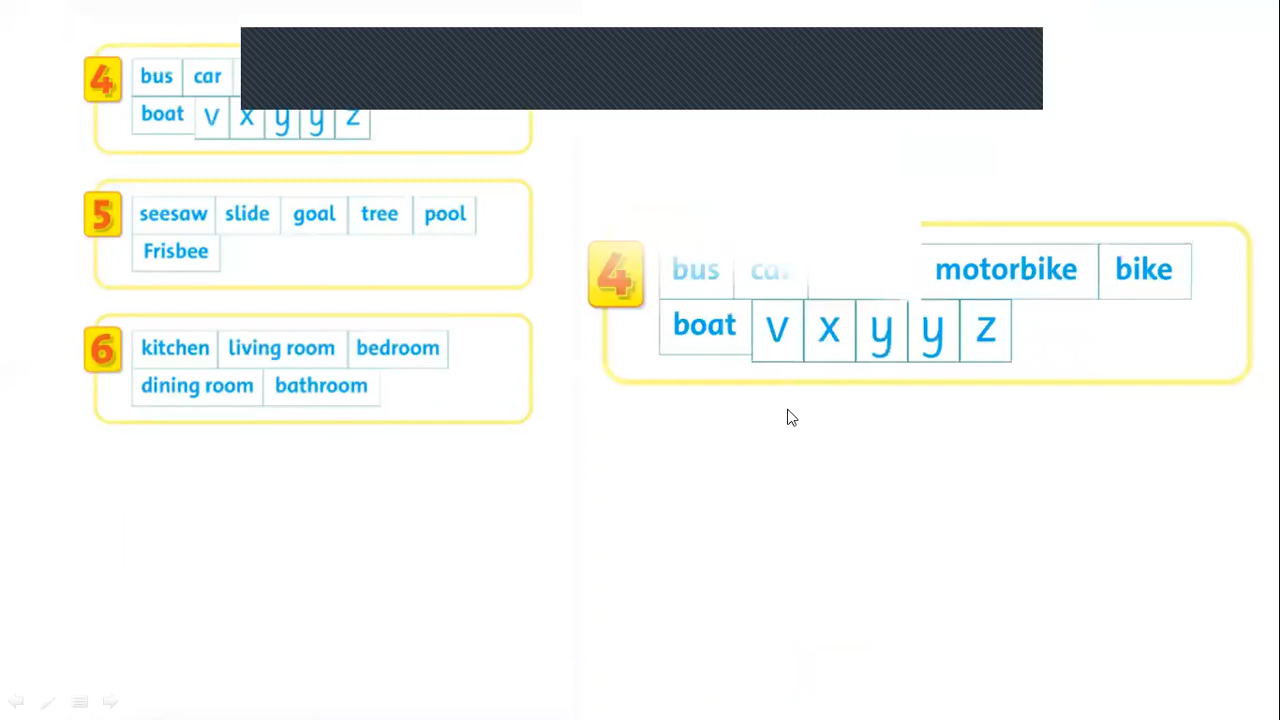 4 bus car
boat v x y y z
5 seesaw slide goal tree pool
Frisbee
6 kitchen living room bedroom
dining room bathroom
4 bus car motorbike bike
boat v x y y z